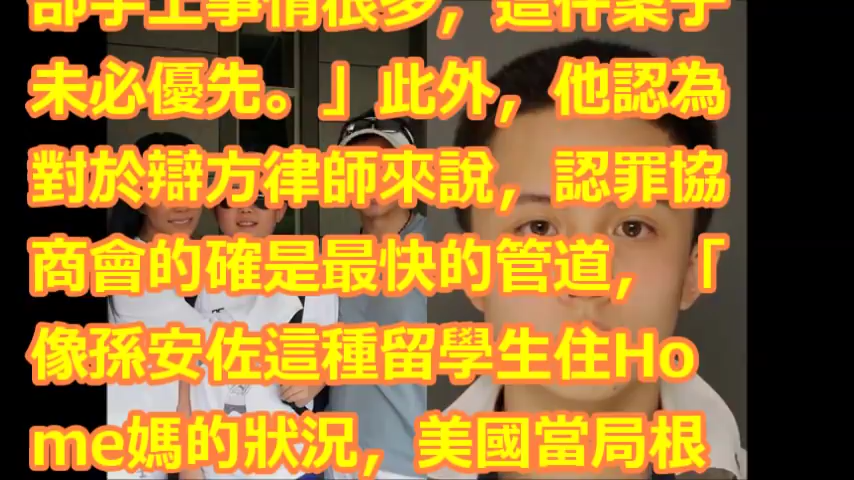 部手上事情很多，這件案子
未必優先。」此外，他認為
對於辯方律師來說，認罪協
商會的確是最快的管道，「
像孫安佐這種留學生住Ho
me媽的狀況，美國當局根